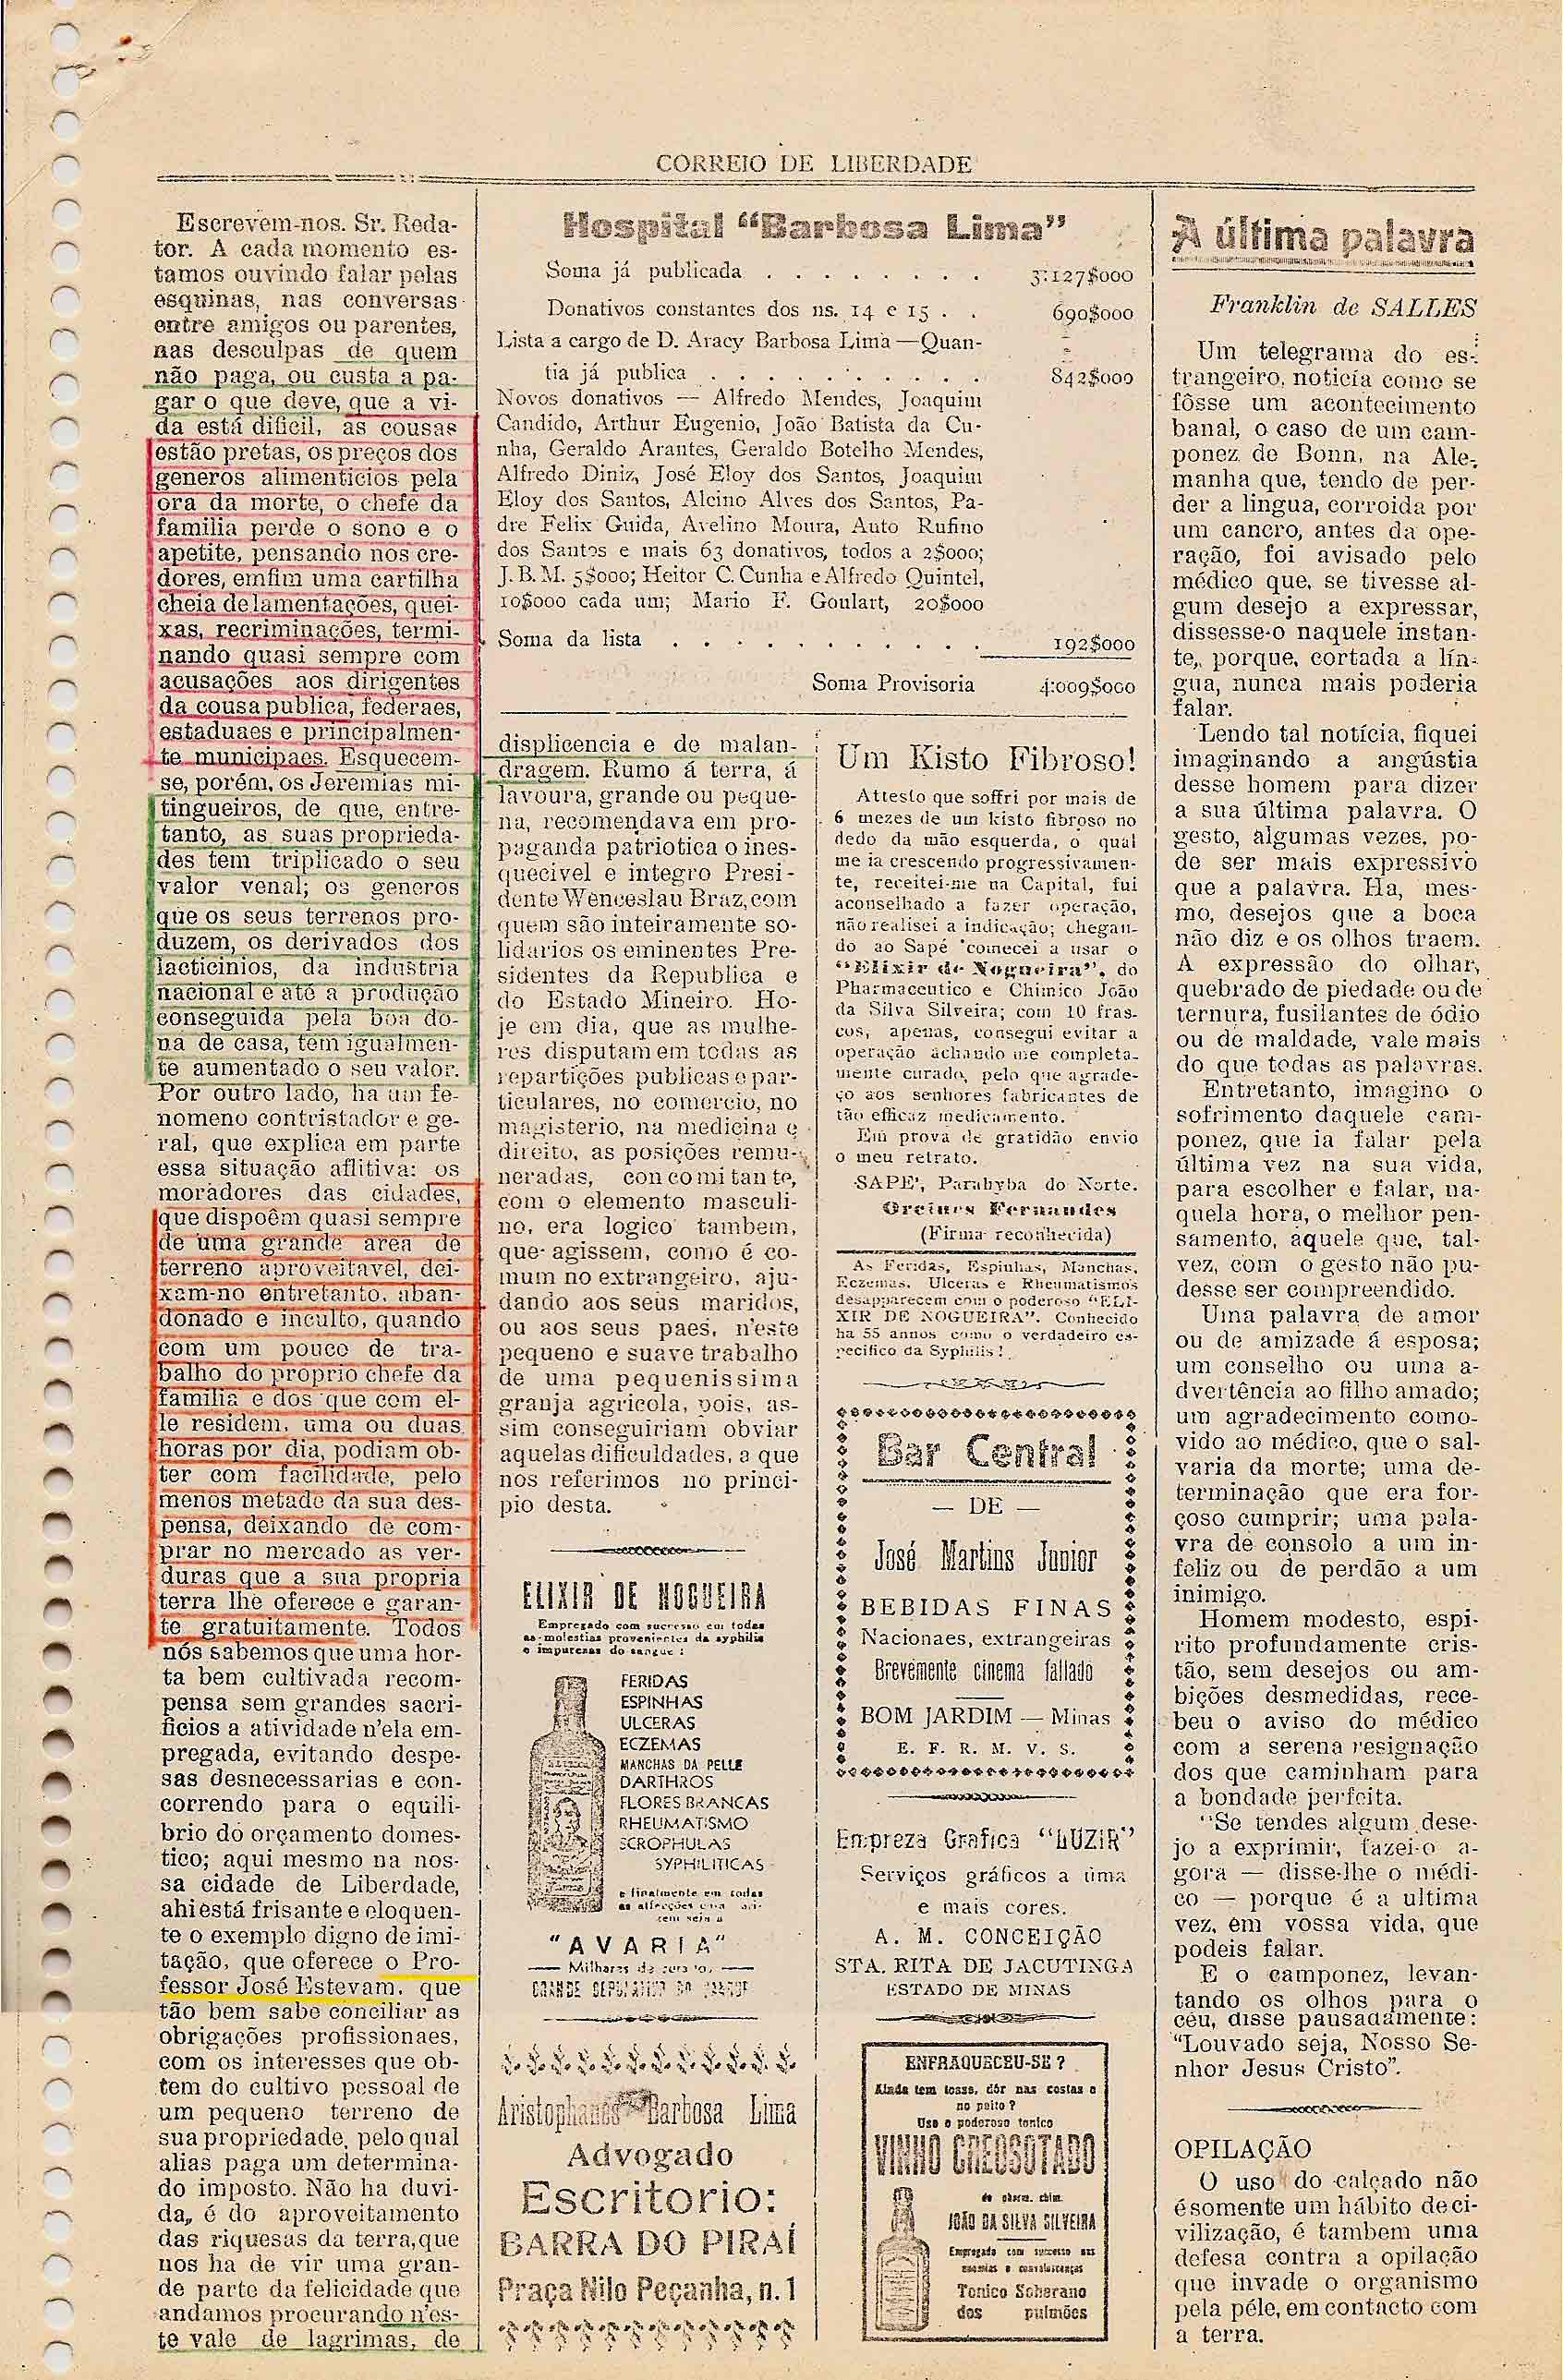 CORREIO DE LIBERDADE
Escrevem-nos. Sr. Reda-
tor. A cada momento es-
tamos ouvindo falar pelas
esquinas, nas conversas
entre amigos ou parentes,
nas desculpas de quem
não paga, ou custa a pa-
gar o que deve, que a vi-
da está dificil, as cousas
estão pretas, os preços dos
generos alimenticios pela
ora da morte, o chefe da
familia perde o sono e o
apetite, pensando nos cre-
dores, emfim uma cartilha
cheia de lamentações, quei-
xas, recriminações, termi-
nando quasi sempre com
acusações aos dirigentes
da cousa publica, federaes,
estaduaes e principalmen-
te municipaes. Esquecem-
se, porém, os Jeremias mi-
tingueiros, de que, entre-
tanto, as suas proprieda-
des tem triplicado o seu
valor venal; os generos
que os seus terrenos pro-
duzem, os derivados dos
lacticinios, da industria
nacional e até a produção
conseguida pela boa do-
na de casa, tem igualmen-
te aumentado o seu valor.
Por outro lado, ha um fe-
nomeno contristador e ge-
ral, que explica em parte
essa situação aflitiva: os
moradores das cidades,
que dispoêm quasi sempre
de uma grande area de
terreno aproveitavel, dei-
xam-no entretanto, aban-
donado e inculto, quando
com um pouco de tra-
balho do proprio chefe da
familia e dos que com el-
le residem, uma ou duas
horas por dia, podiam ob-
ter com facilidade, pelo
menos metade da sua des-
pensa, deixando de com-
prar no mercado as ver-
duras que a sua propria
terra lhe oferece e garan-
te gratuitamente. Todos
nós sabemos que uma hor-
ta bem cultivada recom-
pensa sem grandes sacri-
ficios a atividade n'ela em-
pregada, evitando despe-
sas desnecessarias e con-
correndo para o equili-
brio do orçamento domes-
tico; aqui mesmo na nos-
sa cidade de Liberdade,
ahi está frisante e eloquen-
te o exemplo digno de imi-
tação, que oferece o Pro-
fessor José Estevam, que
tão bem sabe conciliar as
obrigações profissionaes,
com os interesses que ob-
tem do cultivo pessoal de
um pequeno terreno de
sua propriedade, pelo qual
alias paga um determina-
do imposto. Não ha duvi-
da, é do aproveitamento
das riquesas da terra, que
nos ha de vir uma gran-
de parte da felicidade que
andamos procurando n'es-
te vale de lagrimas, de
Hospital "Barbosa Lima"
Soma já publicada . . . . . . . . 3:127$000
Donativos constantes dos ns. 14 e 15 . . 690$000
Lista a cargo de D. Aracy Barbosa Lima — Quan-
tia já publica . . . . . . . . . . 842$000
Novos donativos — Alfredo Mendes, Joaquim
Candido, Arthur Eugenio, João Batista da Cu-
nha, Geraldo Arantes, Geraldo Botelho Mendes,
Alfredo Diniz, José Eloy dos Santos, Joaquim
Eloy dos Santos, Alcino Alves dos Santos, Pa-
dre Felix Guida, Avelino Moura, Auto Rufino
dos Santos e mais 63 donativos, todos a 2$000;
J. B. M. 5$000; Heitor C. Cunha e Alfredo Quintel,
10$000 cada um; Mario F. Goulart, 20$000
Soma da lista . . . . . . . . . . . 192$000
Soma Provisoria 4:009$000
displicencia e de malan-
dragem. Rumo á terra, á
lavoura, grande ou peque-
na, recomendava em pro-
paganda patriotica o ines-
quecivel e integro Presi-
dente Wenceslau Braz, com
quem são inteiramente so-
lidarios os eminentes Pre-
sidentes da Republica e
do Estado Mineiro. Ho-
je em dia, que as mulhe-
res disputam em todas as
repartições publicas e par-
ticulares, no comercio, no
magisterio, na medicina e
direito, as posições remu-
neradas, concomitante,
com o elemento masculi-
no, era logico tambem,
que agissem, como é co-
mum no extrangeiro, aju-
dando aos seus maridos,
ou aos seus paes, n'este
pequeno e suave trabalho
de uma pequenissima
granja agricola, pois, as-
sim conseguiriam obviar
aquelas dificuldades, a que
nos referimos no princi-
pio desta.
ELIXIR DE NOGUEIRA
Empregado com sucesso em todas
as molestias provenientes da syphilis
e impurezas do sangue:
FERIDAS
ESPINHAS
ULCERAS
ECZEMAS
MANCHAS DA PELLE
DARTHROS
FLORES BRANCAS
RHEUMATISMO
SCROPHULAS
SYPHILITICAS
e finalmente em todas
as affecções cuja ori-
gem seja a
"AVARIA"
— Milhares de curados —
GRANDE DEPURATIVO DO SANGUE
Aristophanes Barbosa Lima
Advogado
Escritorio:
BARRA DO PIRAÍ
Praça Nilo Peçanha, n. 1
Um Kisto Fibroso!
Attesto que soffri por mais de
6 mezes de um kisto fibroso no
dedo da mão esquerda, o qual
me ia crescendo progressivamen-
te, receitei-me na Capital, fui
aconselhado a fazer operação,
não realisei a indicação; chegan-
do ao Sapé comecei a usar o
"Elixir de Nogueira", do
Pharmaceutico e Chimico João
da Silva Silveira; com 10 fras-
cos, apenas, consegui evitar a
operação achando me completa-
mente curado, pelo que agrade-
ço aos senhores fabricantes de
tão efficaz medicamento.
Em prova de gratidão envio
o meu retrato.
SAPE', Parahyba do Norte.
Orcines Fernandes
(Firma reconhecida)
As Feridas, Espinhas, Manchas,
Eczemas, Ulceras e Rheumatismos
desapparecem com o poderoso "ELI-
XIR DE NOGUEIRA". Conhecido
ha 55 annos como o verdadeiro es-
pecifico da Syphilis!
Bar Central
— DE —
José Martins Junior
BEBIDAS FINAS
Nacionaes, extrangeiras
Brevemente cinema fallado
BOM JARDIM — Minas
E. F. R. M. V. S.
Empreza Grafica "LUZIR"
Serviços gráficos a uma
e mais cores.
A. M. CONCEIÇÃO
STA. RITA DE JACUTINGA
ESTADO DE MINAS
ENFRAQUECEU-SE ?
Ainda tem tosse, dôr nas costas e
no peito ?
Use o poderoso tonico
VINHO CREOSOTADO
do pharm. chim.
JOÃO DA SILVA SILVEIRA
Empregado com sucesso nas
anemias e convalescenças
Tonico Soberano
dos pulmões
A última palavra
Franklin de SALLES
Um telegrama do es-
trangeiro, noticía como se
fôsse um acontecimento
banal, o caso de um cam-
ponez de Bonn, na Ale-
manha que, tendo de per-
der a lingua, corroida por
um cancro, antes da ope-
ração, foi avisado pelo
médico que, se tivesse al-
gum desejo a expressar,
dissesse-o naquele instan-
te, porque, cortada a lín-
gua, nunca mais poderia
falar.
Lendo tal notícia, fiquei
imaginando a angústia
desse homem para dizer
a sua última palavra. O
gesto, algumas vezes, po-
de ser mais expressivo
que a palavra. Ha, mes-
mo, desejos que a boca
não diz e os olhos traem.
A expressão do olhar,
quebrado de piedade ou de
ternura, fusilantes de ódio
ou de maldade, vale mais
do que todas as palavras.
Entretanto, imagino o
sofrimento daquele cam-
ponez, que ia falar pela
última vez na sua vida,
para escolher e falar, na-
quela hora, o melhor pen-
samento, aquele que, tal-
vez, com o gesto não pu-
desse ser compreendido.
Uma palavra de amor
ou de amizade á esposa;
um conselho ou uma a-
dvertência ao filho amado;
um agradecimento como-
vido ao médico, que o sal-
varia da morte; uma de-
terminação que era for-
çoso cumprir; uma pala-
vra de consolo a um in-
feliz ou de perdão a um
inimigo.
Homem modesto, espi-
rito profundamente cris-
tão, sem desejos ou am-
bições desmedidas, rece-
beu o aviso do médico
com a serena resignação
dos que caminham para
a bondade perfeita.
"Se tendes algum dese-
jo a exprimir, fazei-o a-
gora — disse-lhe o médi-
co — porque é a ultima
vez, em vossa vida, que
podeis falar.
E o camponez, levan-
tando os olhos para o
céu, disse pausadamente:
"Louvado seja, Nosso Se-
nhor Jesus Cristo".
OPILAÇÃO
O uso do calçado não
é somente um hábito de ci-
vilização, é tambem uma
defesa contra a opilação
que invade o organismo
pela péle, em contacto com
a terra.